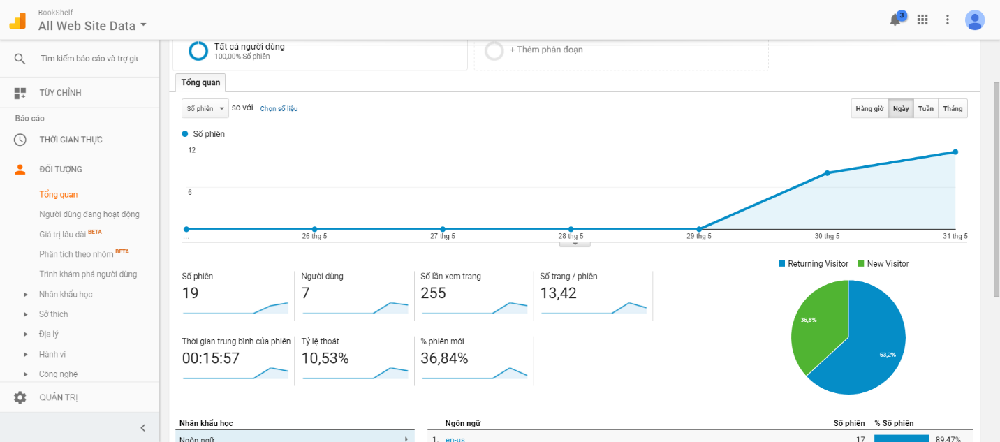 BookShelf
All Web Site Data
3
Tìm kiếm báo cáo và trợ giú
TÙY CHỈNH
Báo cáo
THỜI GIAN THỰC
ĐỐI TƯỢNG
Tổng quan
Người dùng đang hoạt động
Giá trị lâu dài BETA
Phân tích theo nhóm BETA
Trình khám phá người dùng
Nhân khẩu học
Sở thích
Địa lý
Hành vi
Công nghệ
QUẢN TRỊ
Tất cả người dùng
100,00% Số phiên
+ Thêm phân đoạn
Tổng quan
Số phiên so với Chọn số liệu
Hàng giờ Ngày Tuần Tháng
Số phiên
12
6
... 26 thg 5 27 thg 5 28 thg 5 29 thg 5 30 thg 5 31 thg 5
Số phiên
19
Người dùng
7
Số lần xem trang
255
Số trang / phiên
13,42
Thời gian trung bình của phiên
00:15:57
Tỷ lệ thoát
10,53%
% phiên mới
36,84%
Returning Visitor New Visitor
36,8%
63,2%
Nhân khẩu học
Ngôn ngữ
Ngôn ngữ Số phiên % Số phiên
1. en-us 17 89,47%